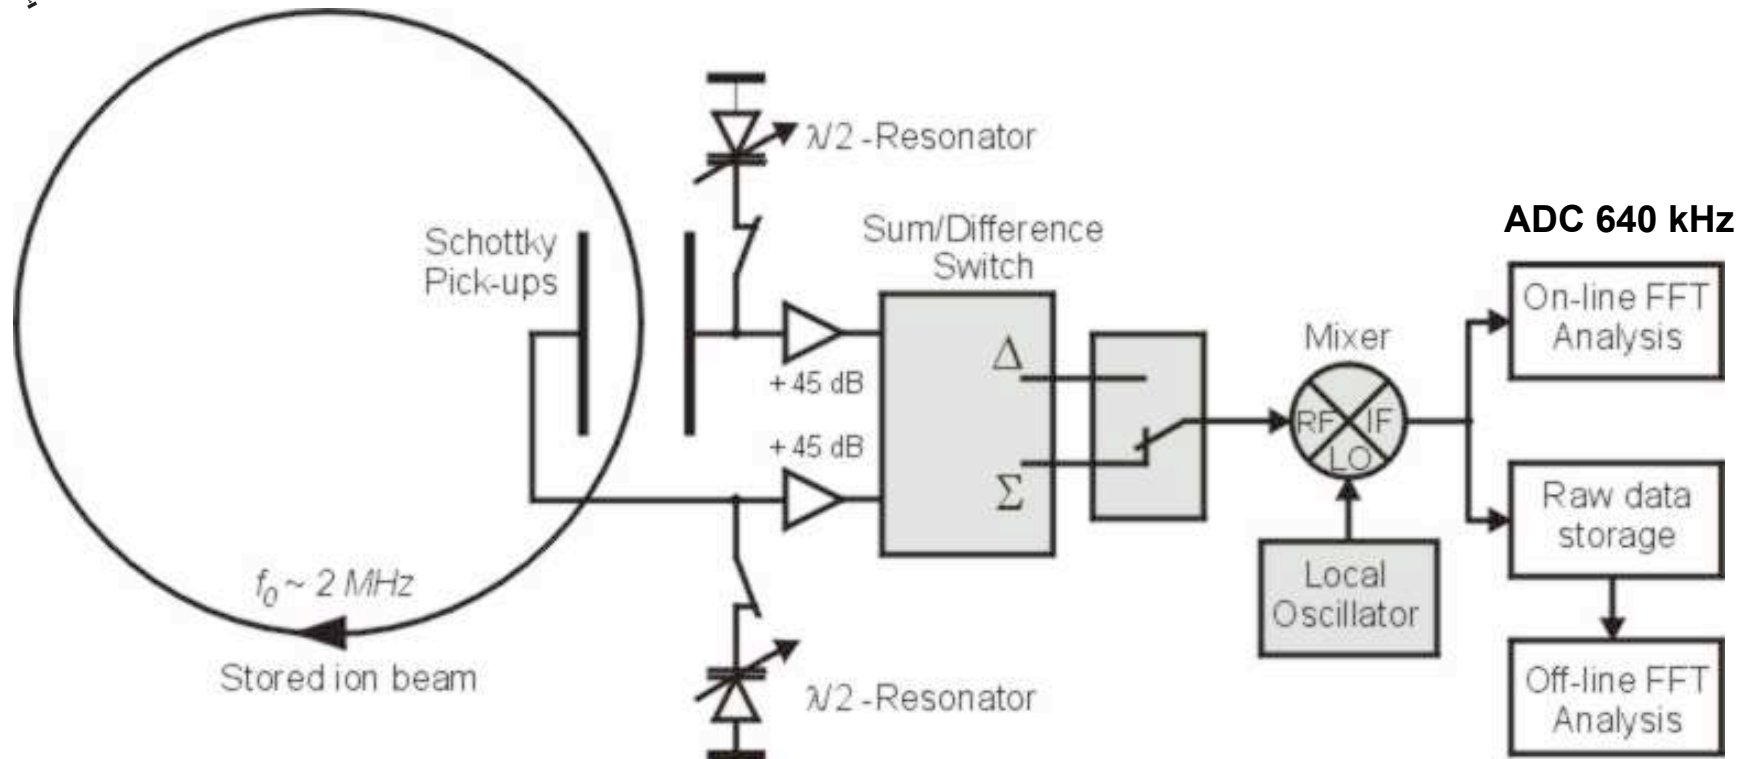 λ/2 -Resonator
ADC 640 kHz
Schottky
Pick-ups
Sum/Difference
Switch
On-line FFT
Analysis
Mixer
Δ
+ 45 dB
RF
IF
LO
+ 45 dB
Σ
Raw data
storage
Local
Oscillator
f0 ~ 2 MHz
Stored ion beam
λ/2 -Resonator
Off-line FFT
Analysis